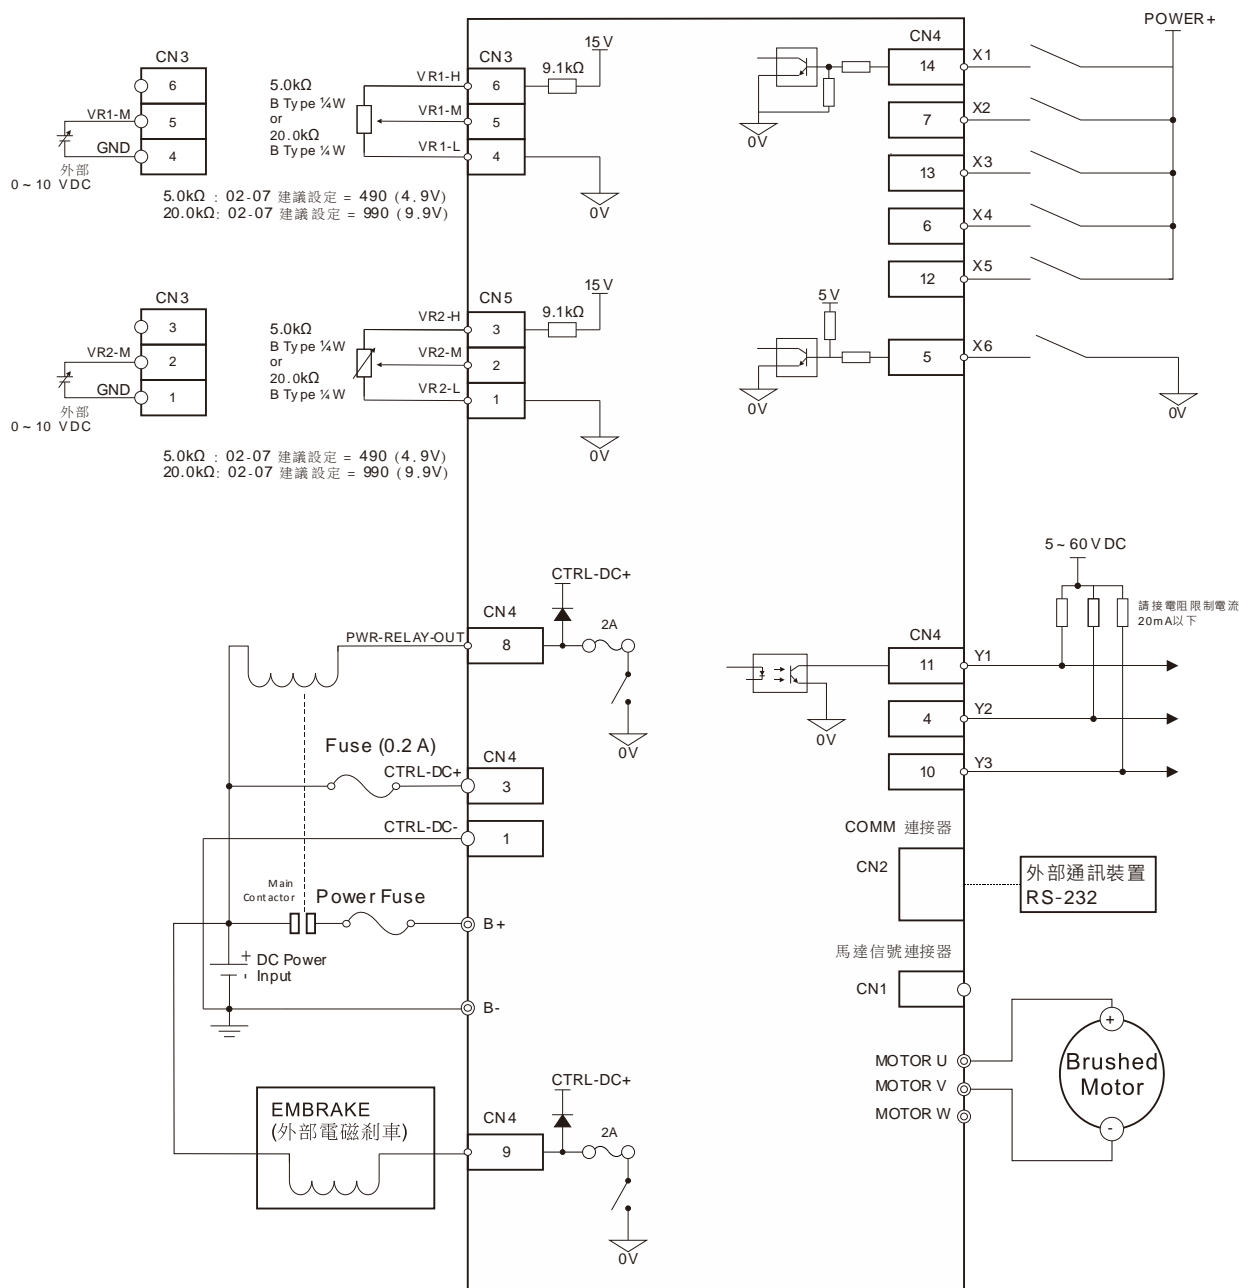 CN3
6
VR1-M
5
GND
4
外部
0 ~ 10 VDC
5.0kΩ
B Type ¼W
or
20.0kΩ
B Type ¼W
VR1-H
VR1-M
VR1-L
CN3
6
5
4
9.1kΩ
15V
0V
5.0kΩ : 02-07 建議設定 = 490 (4.9V)
20.0kΩ: 02-07 建議設定 = 990 (9.9V)
CN3
3
VR2-M
2
GND
1
外部
0 ~ 10 VDC
5.0kΩ
B Type ¼W
or
20.0kΩ
B Type ¼W
VR2-H
VR2-M
VR2-L
CN5
3
2
1
9.1kΩ
15V
0V
5.0kΩ : 02-07 建議設定 = 490 (4.9V)
20.0kΩ: 02-07 建議設定 = 990 (9.9V)
PWR-RELAY-OUT
CN4
8
CTRL-DC+
2A
0V
Fuse (0.2 A)
CTRL-DC+
CN4
3
CTRL-DC-
1
Main
Contactor
Power Fuse
B+
+ DC Power
- Input
B-
EMBRAKE
(外部電磁剎車)
CN4
9
CTRL-DC+
2A
0V
POWER+
CN4
14
X1
0V
7
X2
13
X3
6
X4
12
X5
5V
5
X6
0V
0V
5 ~ 60 VDC
請接電阻限制電流
20mA以下
CN4
11
Y1
0V
4
Y2
10
Y3
COMM 連接器
CN2
外部通訊裝置
RS-232
馬達信號連接器
CN1
MOTOR U
MOTOR V
MOTOR W
+
Brushed
Motor
-